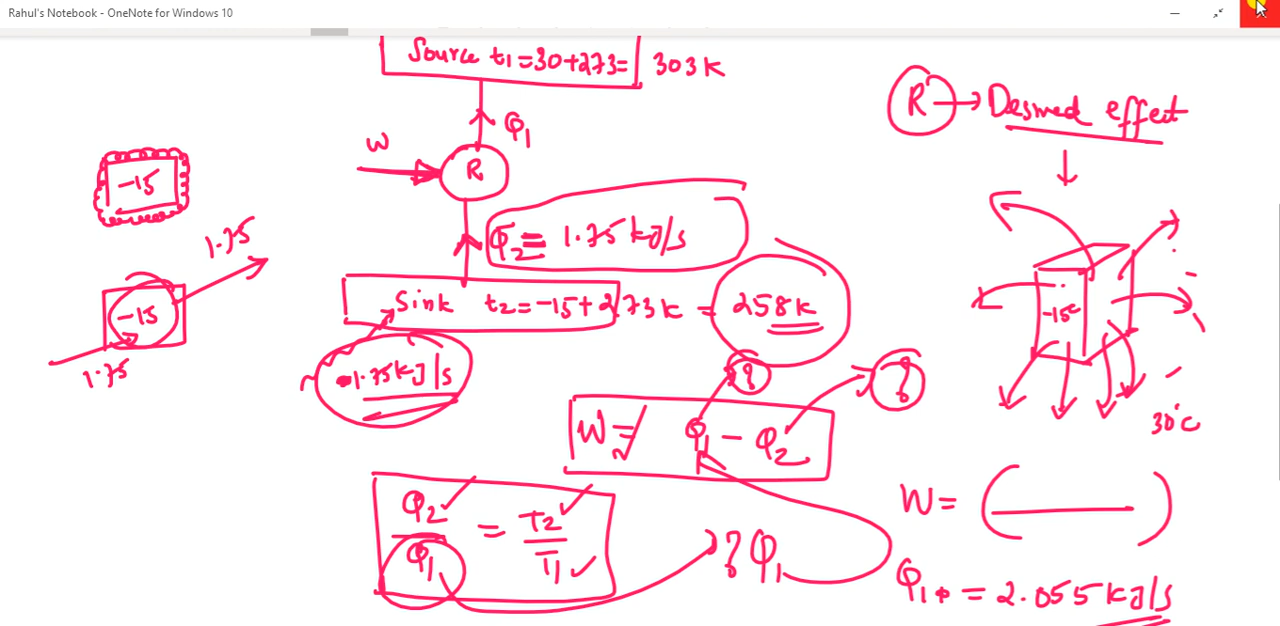 Rahul's Notebook - OneNote for Windows 10
Source t1 = 30+273 = 303K
R → Desired effect
Q1
W
R
-15
1.75
Q2 = 1.75 kJ/s
-15
1.75
Sink t2 = -15+273K = 258K
-15c
1.75kJ/s
30°C
W = Q1 - Q2
W = ( )
Q2/Q1 = T2/T1
Q1
Q1 = 2.055 kJ/s